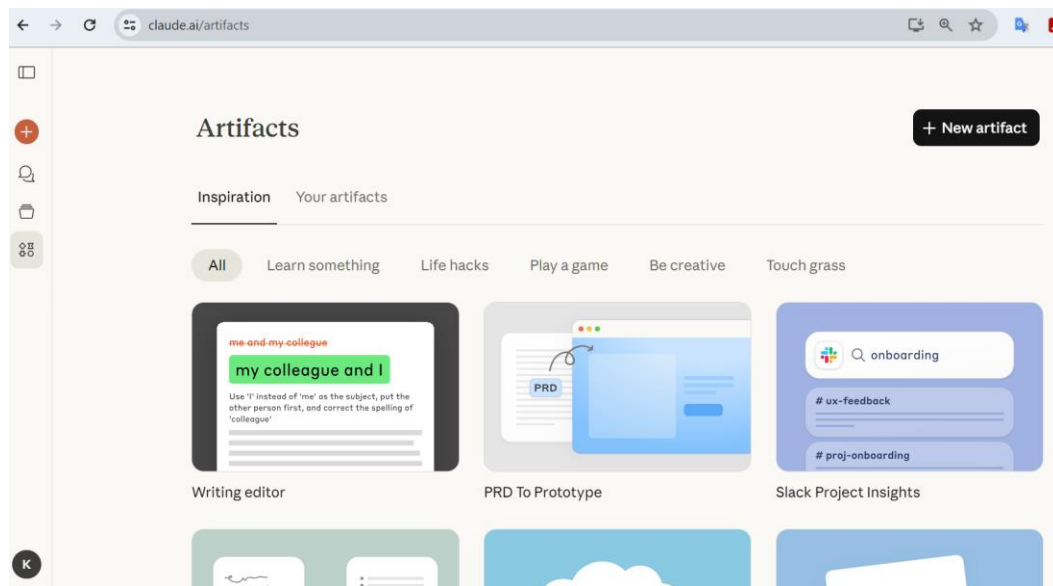 claude.ai/artifacts
Artifacts
+ New artifact
Inspiration Your artifacts
All Learn something Life hacks Play a game Be creative Touch grass
me and my collegue
my colleague and I
Use 'I' instead of 'me' as the subject, put the
other person first, and correct the spelling of
'colleague'
PRD
onboarding
# ux-feedback
# proj-onboarding
Writing editor
PRD To Prototype
Slack Project Insights
K